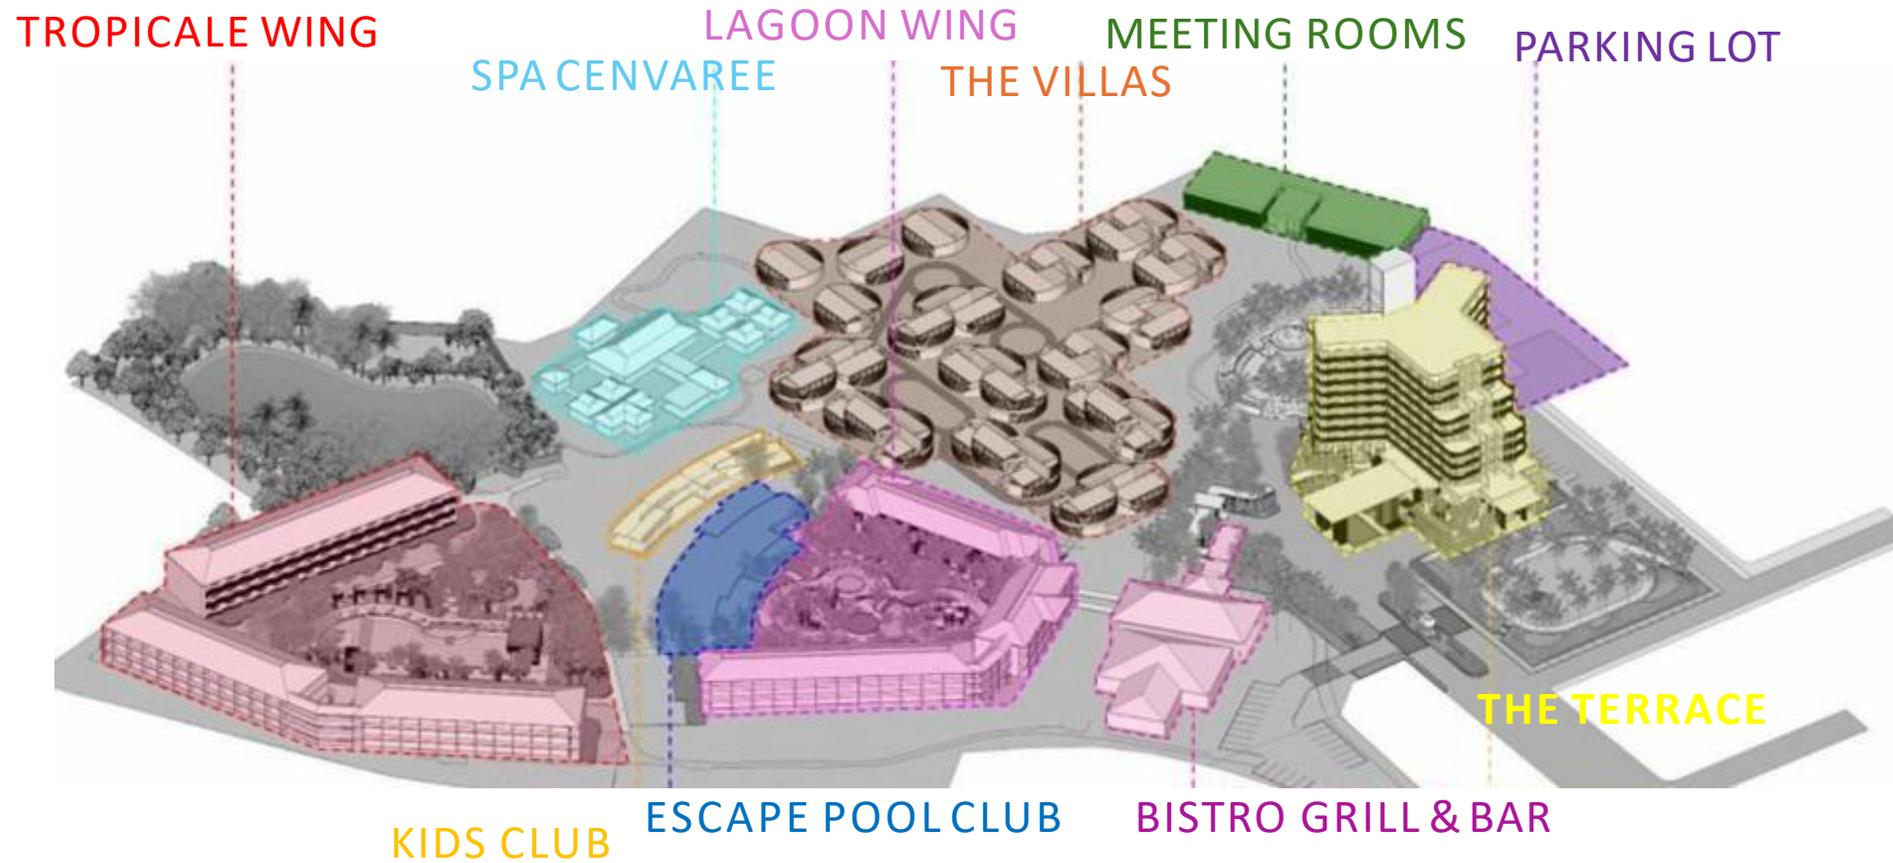 TROPICALE WING
LAGOON WING
MEETING ROOMS
PARKING LOT
SPA CENVAREE
THE VILLAS
THE TERRACE
KIDS CLUB
ESCAPE POOL CLUB
BISTRO GRILL & BAR